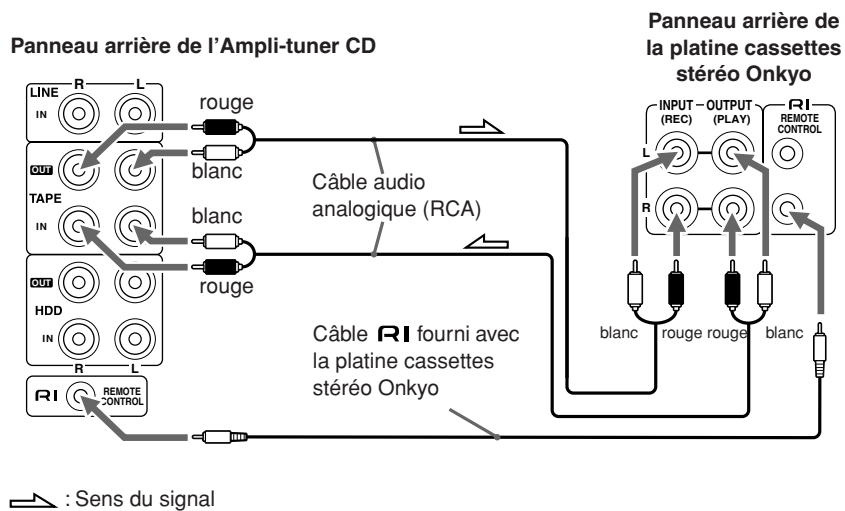 Panneau arrière de l'Ampli-tuner CD
Panneau arrière de
la platine cassettes
stéréo Onkyo
R L
LINE
IN
OUT
TAPE
IN
OUT
HDD
IN
R L
RI
REMOTE
CONTROL
rouge
blanc
blanc
rouge
Câble audio
analogique (RCA)
Câble RI fourni avec
la platine cassettes
stéréo Onkyo
INPUT
(REC)
OUTPUT
(PLAY)
RI
REMOTE
CONTROL
L
R
blanc rouge rouge blanc
: Sens du signal